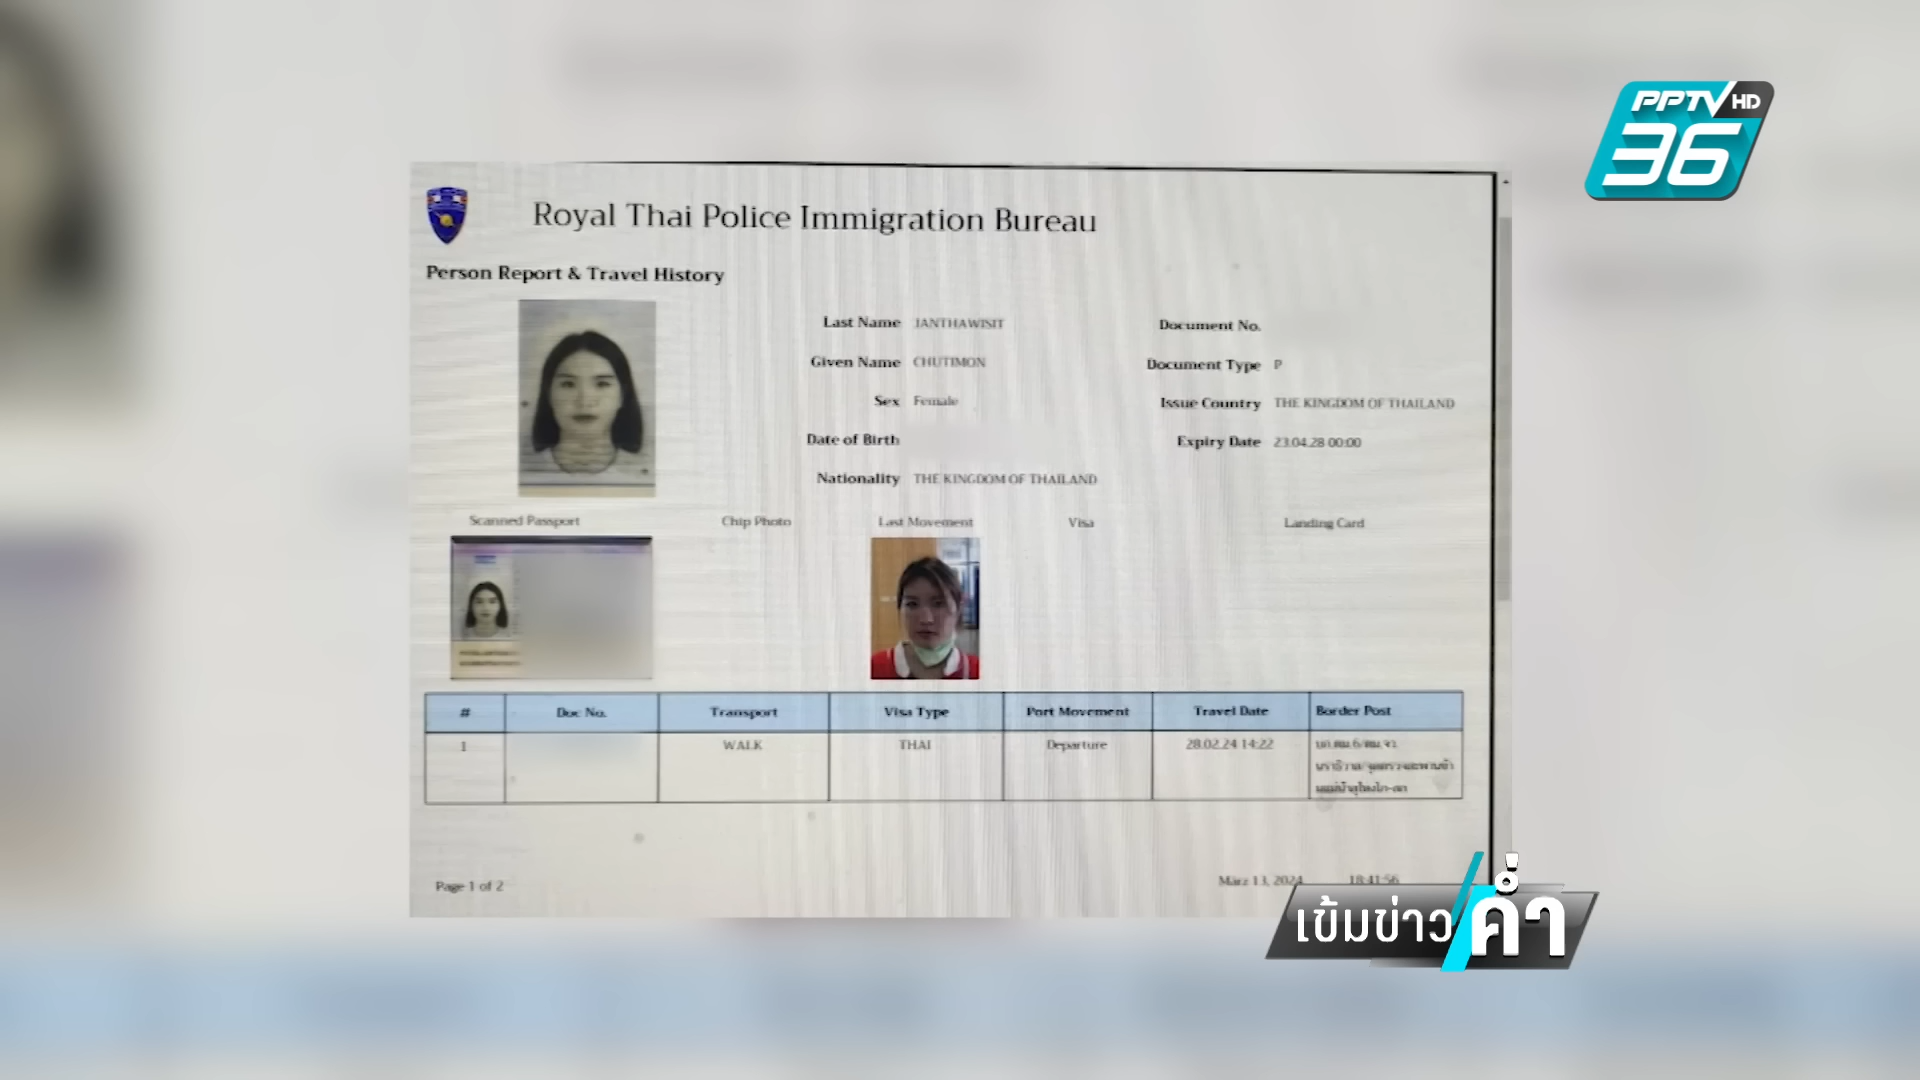 PPTV HD
36
Royal Thai Police Immigration Bureau
Person Report & Travel History
Last Name JANTHAWISIT Document No.
Given Name CHUTIMON Document Type P
Sex Female Issue Country THE KINGDOM OF THAILAND
Date of Birth Expiry Date 23.04.28 00:00
Nationality THE KINGDOM OF THAILAND
Scanned Passport Chip Photo Last Movement Visa Landing Card
# Doc No. Transport Visa Type Port Movement Travel Date Border Post
1 WALK THAI Departure 28.02.24 14:22
Page 1 of 2 März 13, 2024 18:41:56
เข้มข่าวค่ำ